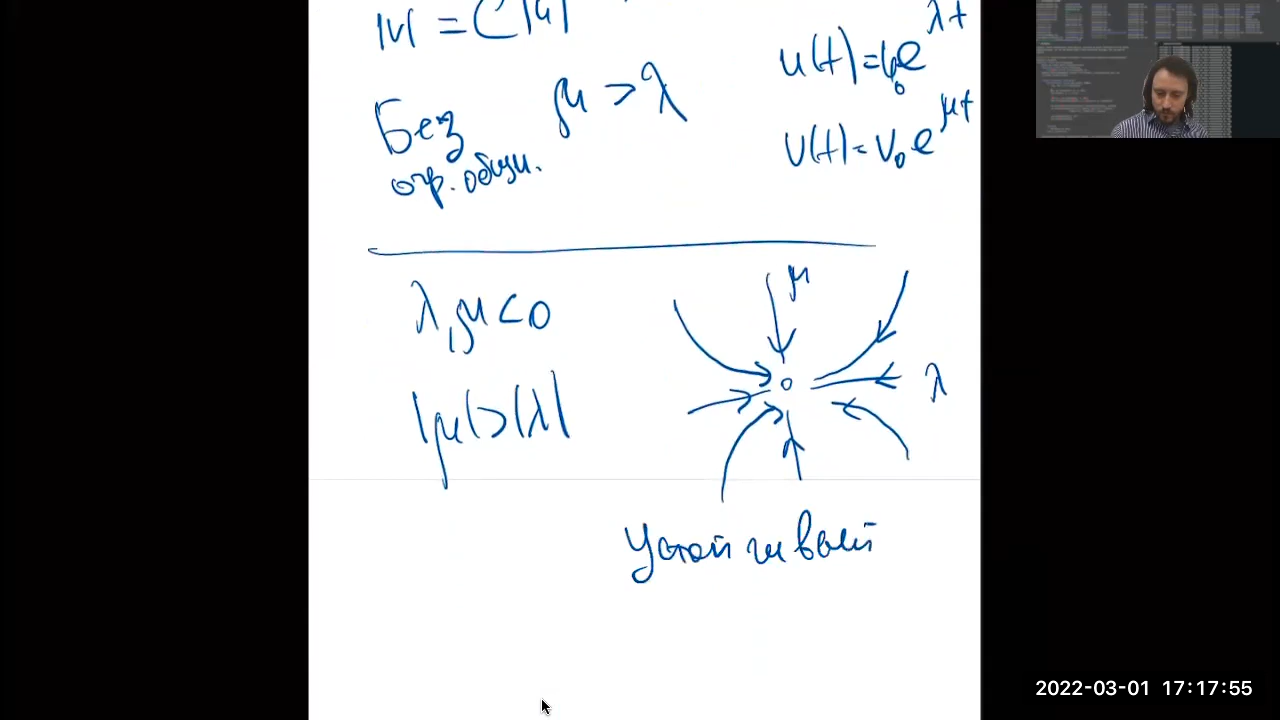 |v| = C|u|
u(t)=u₀e^λt
Без μ > λ
огр. общн.
v(t)=v₀e^μt
λ, μ < 0
μ
|μ|>|λ|
λ
Устойчивый
2022-03-01 17:17:55